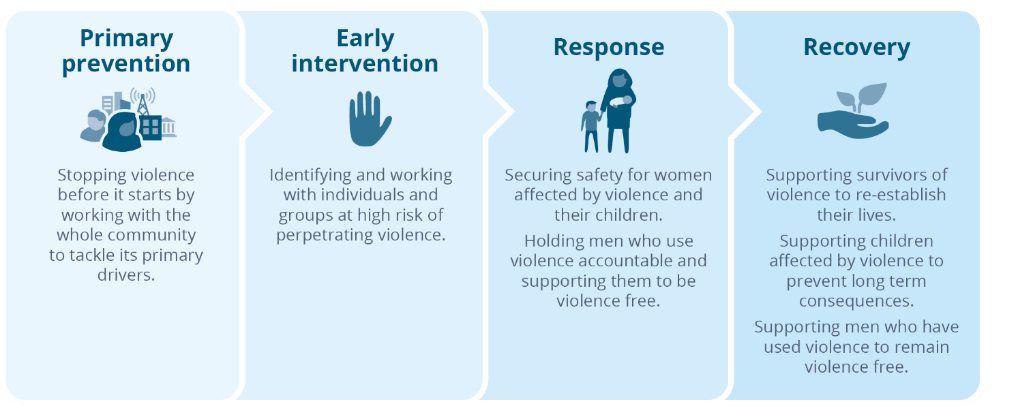 Primary
prevention
Stopping violence
before it starts by
working with the
whole community
to tackle its primary
drivers.
Early
intervention
Identifying and working
with individuals and
groups at high risk of
perpetrating violence.
Response
Securing safety for women
affected by violence and
their children.
Holding men who use
violence accountable and
supporting them to be
violence free.
Recovery
Supporting survivors of
violence to re-establish
their lives.
Supporting children
affected by violence to
prevent long term
consequences.
Supporting men who have
used violence to remain
violence free.